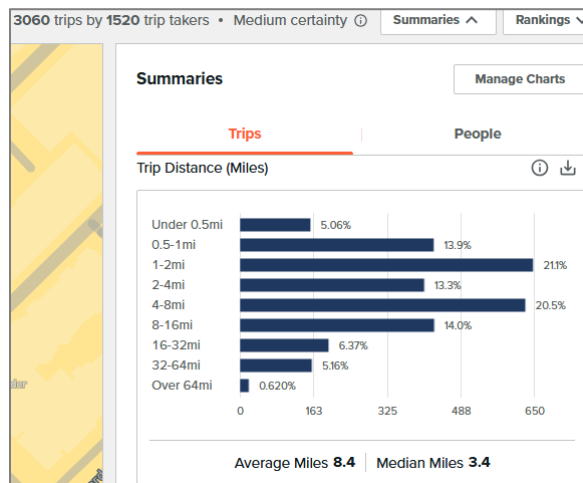 3060 trips by 1520 trip takers • Medium certainty
Summaries
Rankings
Summaries
Manage Charts
Trips
People
Trip Distance (Miles)
Under 0.5mi 5.06%
0.5-1mi 13.9%
1-2mi 21.1%
2-4mi 13.3%
4-8mi 20.5%
8-16mi 14.0%
16-32mi 6.37%
32-64mi 5.16%
Over 64mi 0.620%
0 163 325 488 650
Average Miles 8.4 Median Miles 3.4